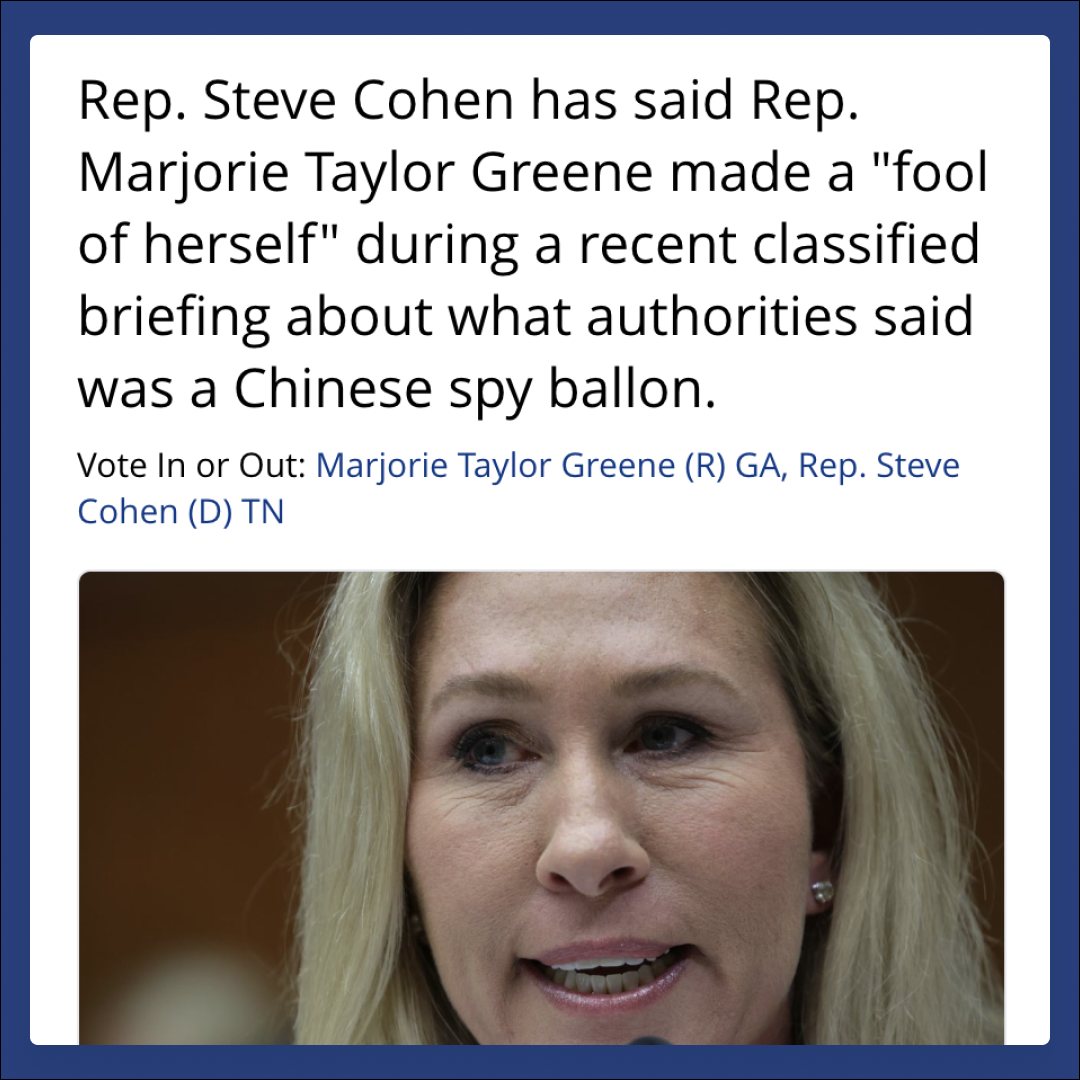 Rep. Steve Cohen has said Rep.
Marjorie Taylor Greene made a "fool
of herself" during a recent classified
briefing about what authorities said
was a Chinese spy ballon.
Vote In or Out: Marjorie Taylor Greene (R) GA, Rep. Steve
Cohen (D) TN